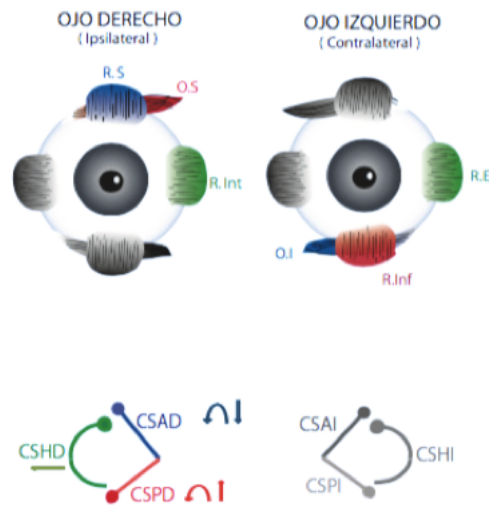 OJO DERECHO
( Ipsilateral )
OJO IZQUIERDO
( Contralateral )
R.S
O.S
R.Int
R.E
O.I
R.Inf
CSAD
CSHD
CSPD
CSAI
CSHI
CSPI